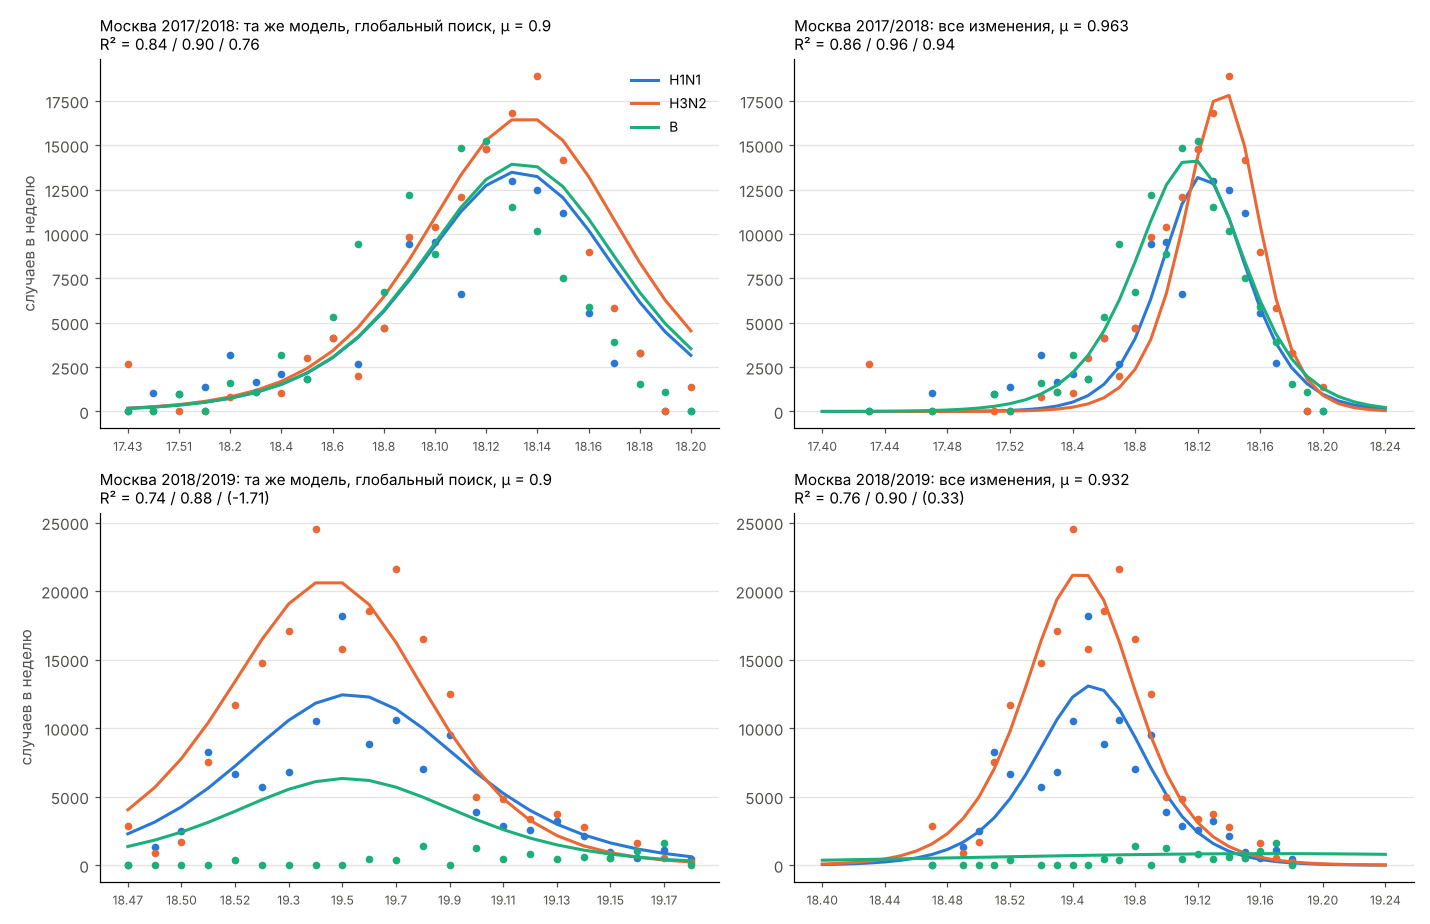 Москва 2017/2018: та же модель, глобальный поиск, μ = 0.9
R² = 0.84 / 0.90 / 0.76
H1N1
H3N2
B
случаев в неделю
17500
15000
12500
10000
7500
5000
2500
0
17.43 17.51 18.2 18.4 18.6 18.8 18.10 18.12 18.14 18.16 18.18 18.20
Москва 2017/2018: все изменения, μ = 0.963
R² = 0.86 / 0.96 / 0.94
17500
15000
12500
10000
7500
5000
2500
0
17.40 17.44 17.48 17.52 18.4 18.8 18.12 18.16 18.20 18.24
Москва 2018/2019: та же модель, глобальный поиск, μ = 0.9
R² = 0.74 / 0.88 / (-1.71)
случаев в неделю
25000
20000
15000
10000
5000
0
18.47 18.50 18.52 19.3 19.5 19.7 19.9 19.11 19.13 19.15 19.17
Москва 2018/2019: все изменения, μ = 0.932
R² = 0.76 / 0.90 / (0.33)
25000
20000
15000
10000
5000
0
18.40 18.44 18.48 18.52 19.4 19.8 19.12 19.16 19.20 19.24